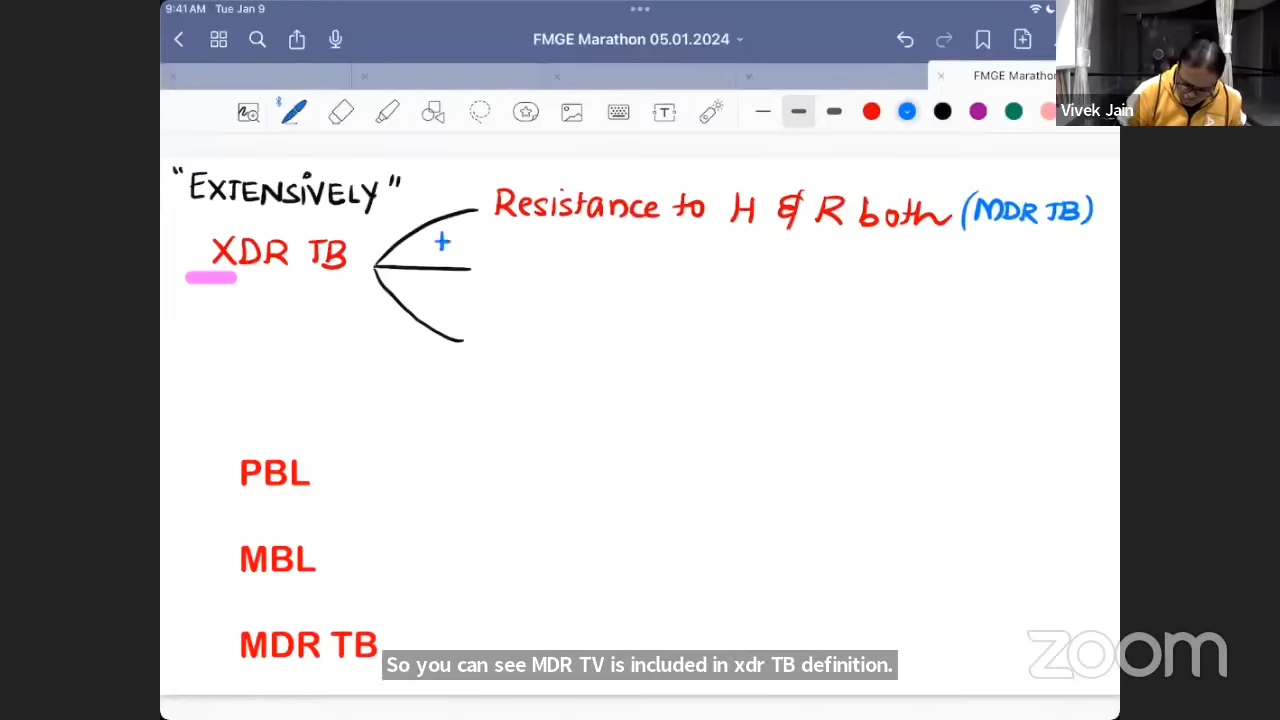 9:41 AM Tue Jan 9
FMGE Marathon 05.01.2024
FMGE Maratho
Vivek Jain
"EXTENSIVELY"
Resistance to H & R both (MDR TB)
+
XDR TB
PBL
MBL
MDR TB
So you can see MDR TV is included in xdr TB definition.
zoom